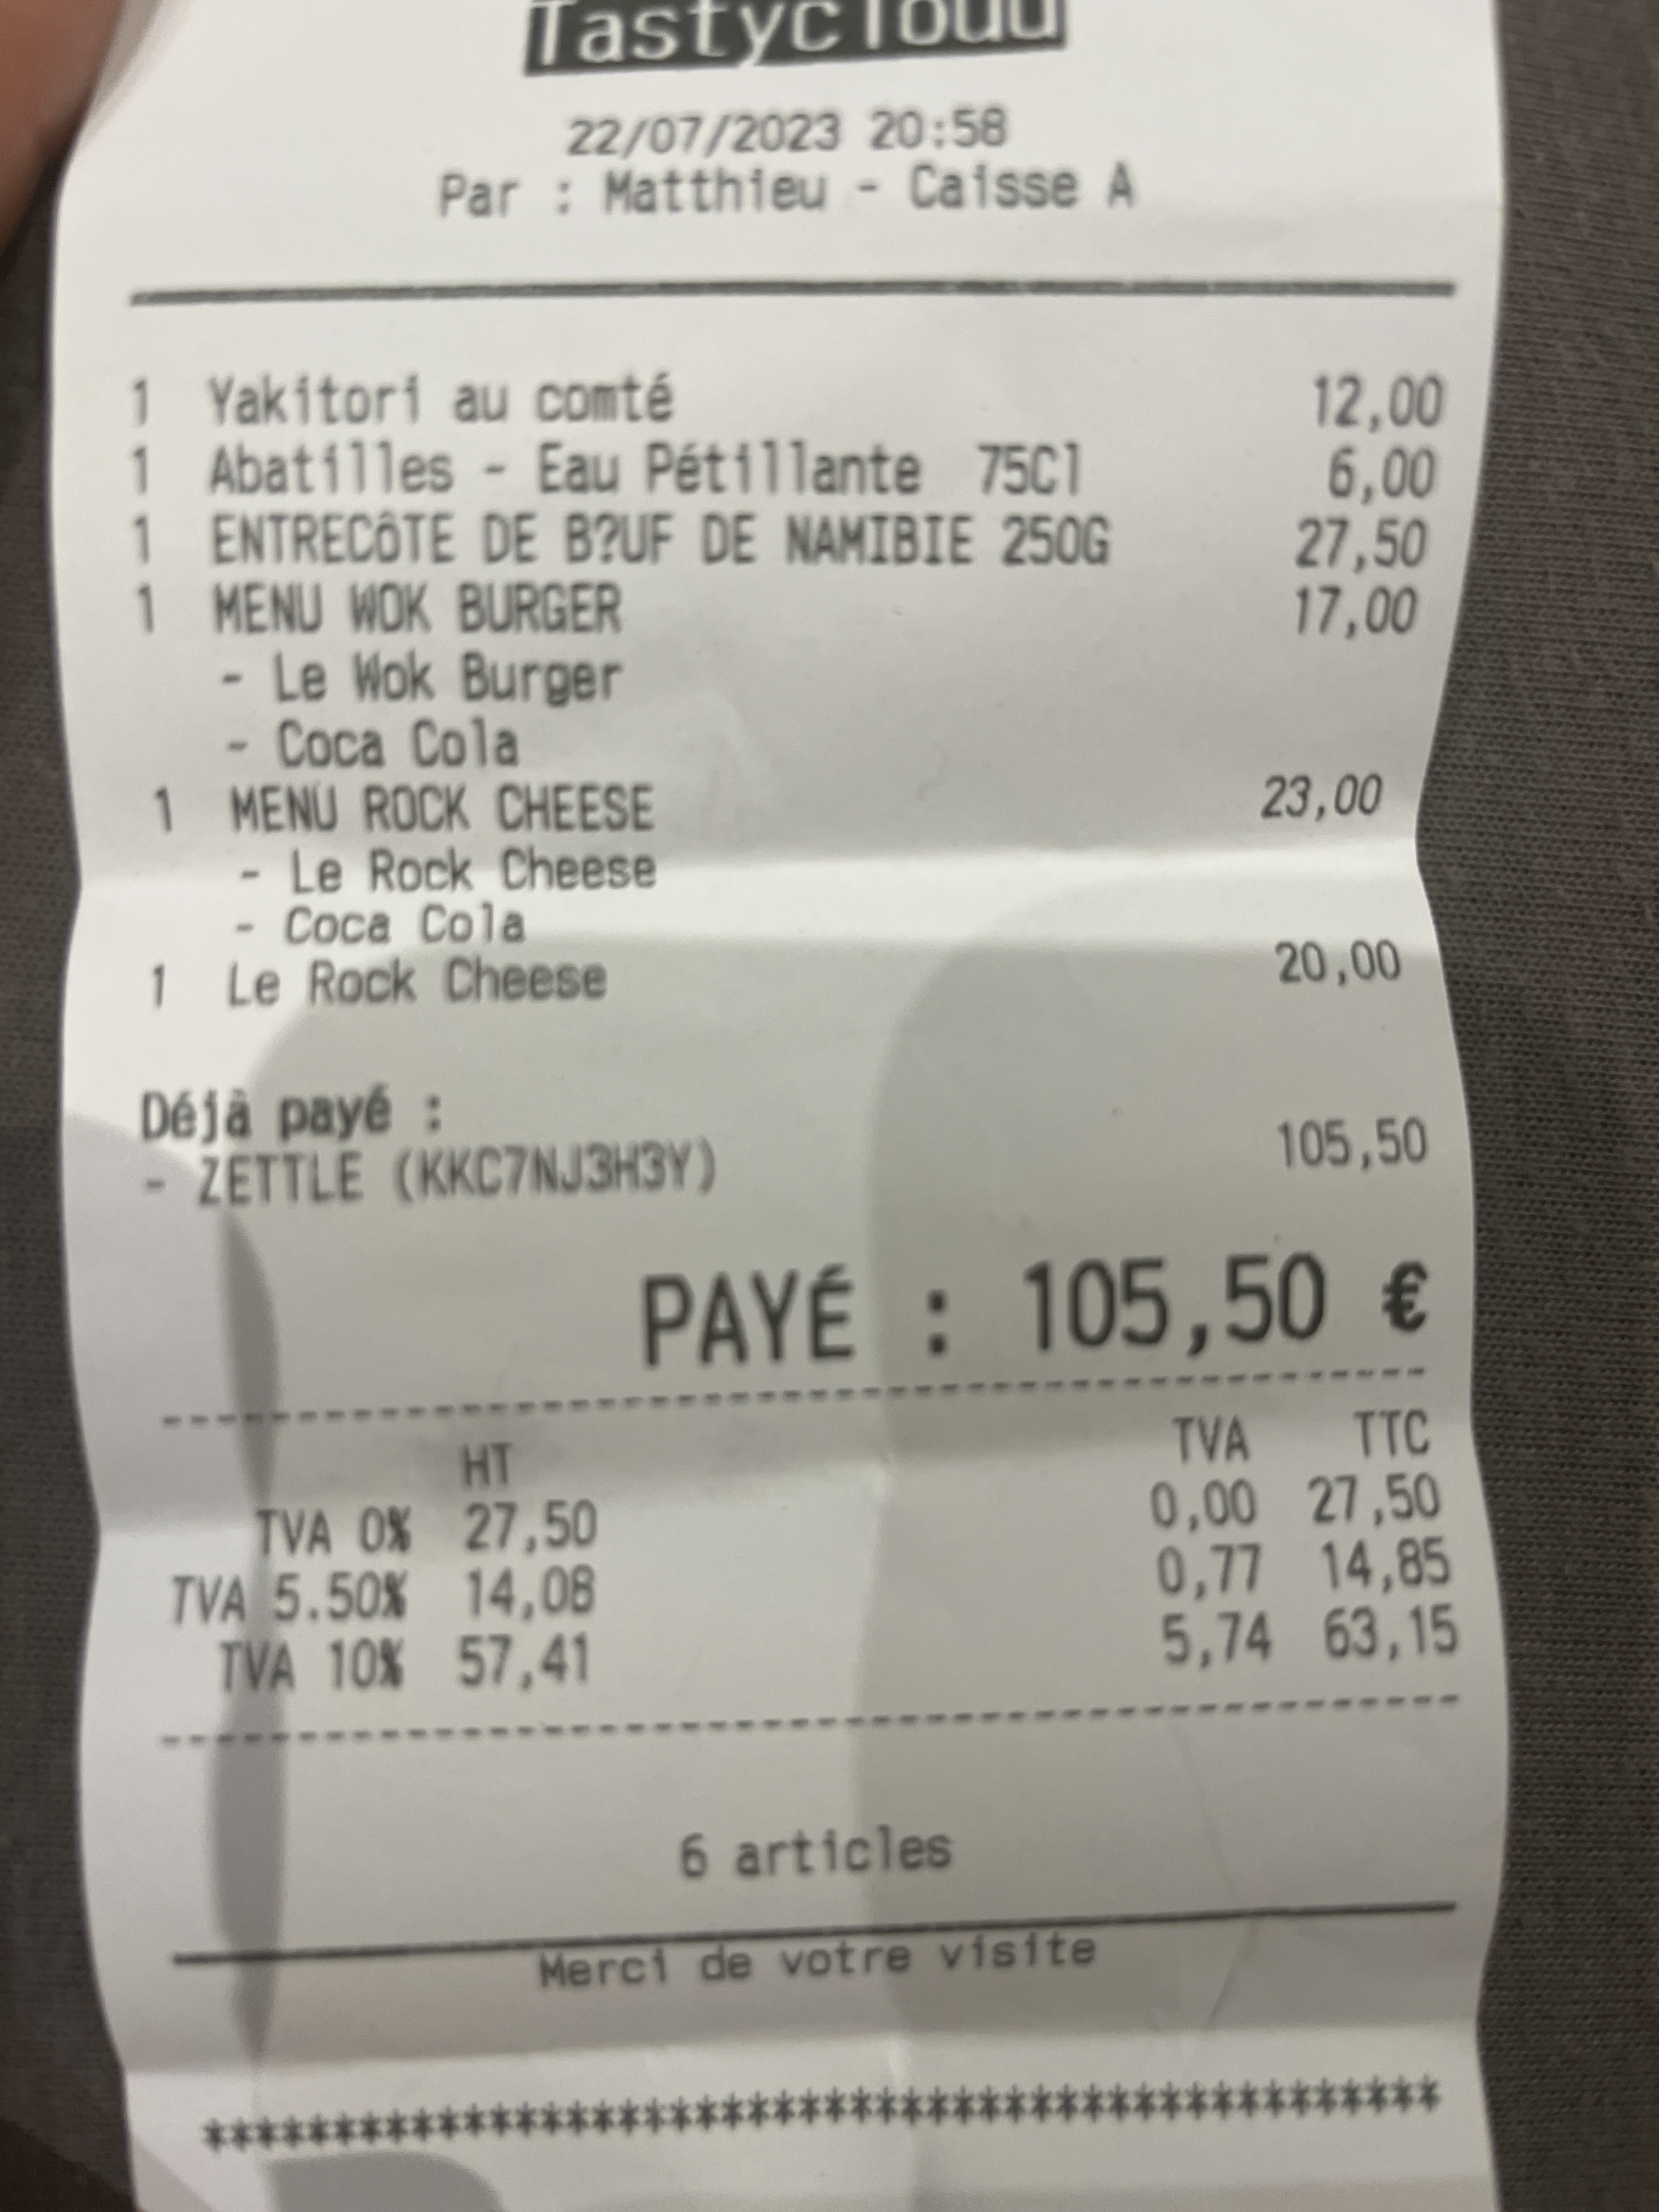 Tastycloud
22/07/2023 20:58
Par : Matthieu - Caisse A
1 Yakitori au comté 12,00
1 Abatilles - Eau Pétillante 75Cl 6,00
1 ENTRECôTE DE B?UF DE NAMIBIE 250G 27,50
1 MENU WOK BURGER 17,00
- Le Wok Burger
- Coca Cola
1 MENU ROCK CHEESE 23,00
- Le Rock Cheese
- Coca Cola
1 Le Rock Cheese 20,00
Déjà payé :
- ZETTLE (KKC7NJ3H3Y) 105,50
PAYÉ : 105,50 €
HT TVA TTC
TVA 0% 27,50 0,00 27,50
TVA 5.50% 14,08 0,77 14,85
TVA 10% 57,41 5,74 63,15
6 articles
Merci de votre visite
************************************************